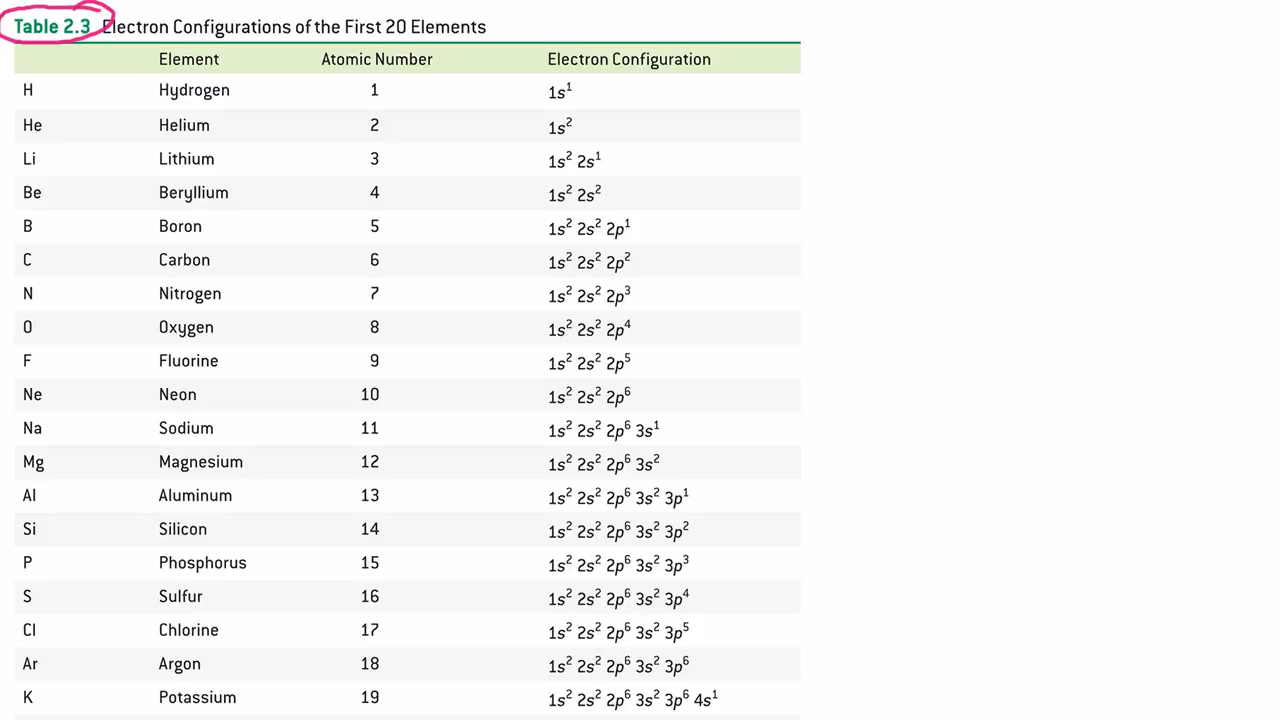 Table 2.3 Electron Configurations of the First 20 Elements
Element Atomic Number Electron Configuration
H Hydrogen 1 1s¹
He Helium 2 1s²
Li Lithium 3 1s² 2s¹
Be Beryllium 4 1s² 2s²
B Boron 5 1s² 2s² 2p¹
C Carbon 6 1s² 2s² 2p²
N Nitrogen 7 1s² 2s² 2p³
O Oxygen 8 1s² 2s² 2p⁴
F Fluorine 9 1s² 2s² 2p⁵
Ne Neon 10 1s² 2s² 2p⁶
Na Sodium 11 1s² 2s² 2p⁶ 3s¹
Mg Magnesium 12 1s² 2s² 2p⁶ 3s²
Al Aluminum 13 1s² 2s² 2p⁶ 3s² 3p¹
Si Silicon 14 1s² 2s² 2p⁶ 3s² 3p²
P Phosphorus 15 1s² 2s² 2p⁶ 3s² 3p³
S Sulfur 16 1s² 2s² 2p⁶ 3s² 3p⁴
Cl Chlorine 17 1s² 2s² 2p⁶ 3s² 3p⁵
Ar Argon 18 1s² 2s² 2p⁶ 3s² 3p⁶
K Potassium 19 1s² 2s² 2p⁶ 3s² 3p⁶ 4s¹